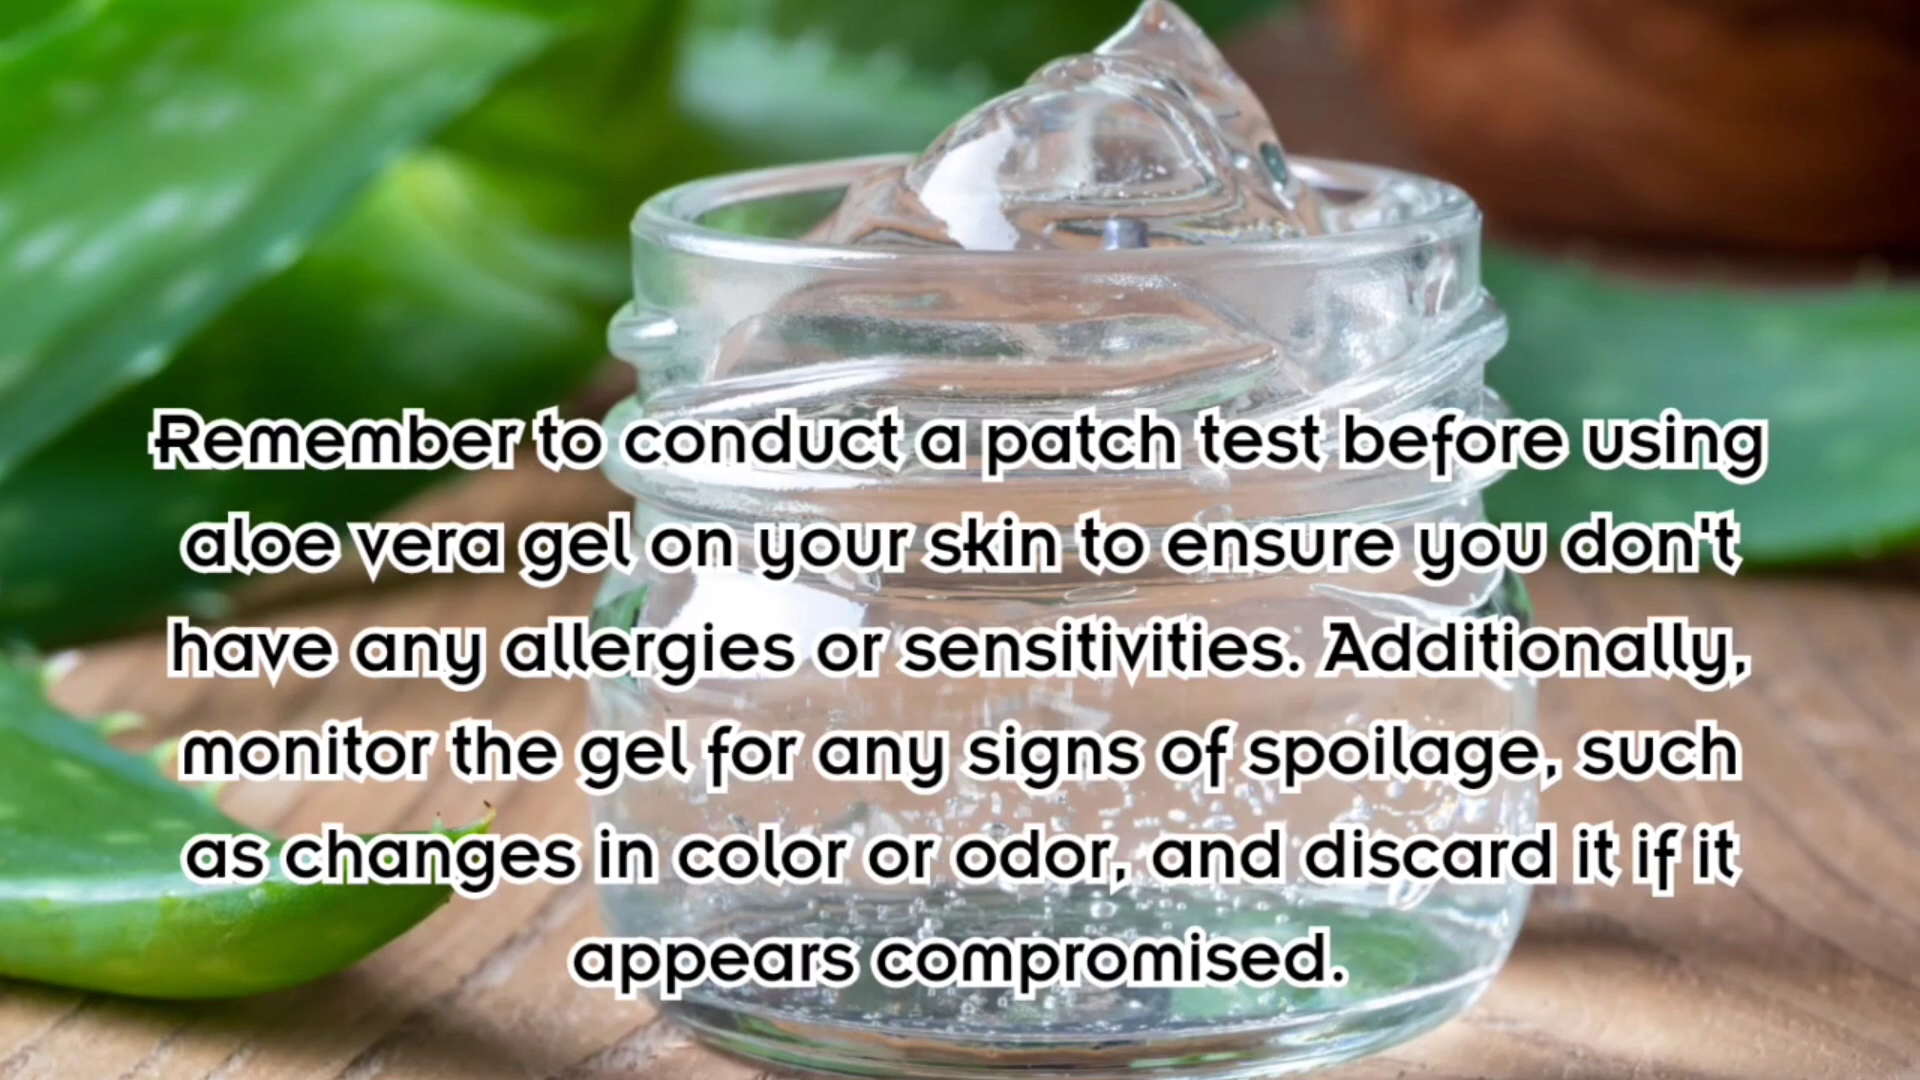 Remember to conduct a patch test before using
aloe vera gel on your skin to ensure you don't
have any allergies or sensitivities. Additionally,
monitor the gel for any signs of spoilage, such
as changes in color or odor, and discard it if it
appears compromised.